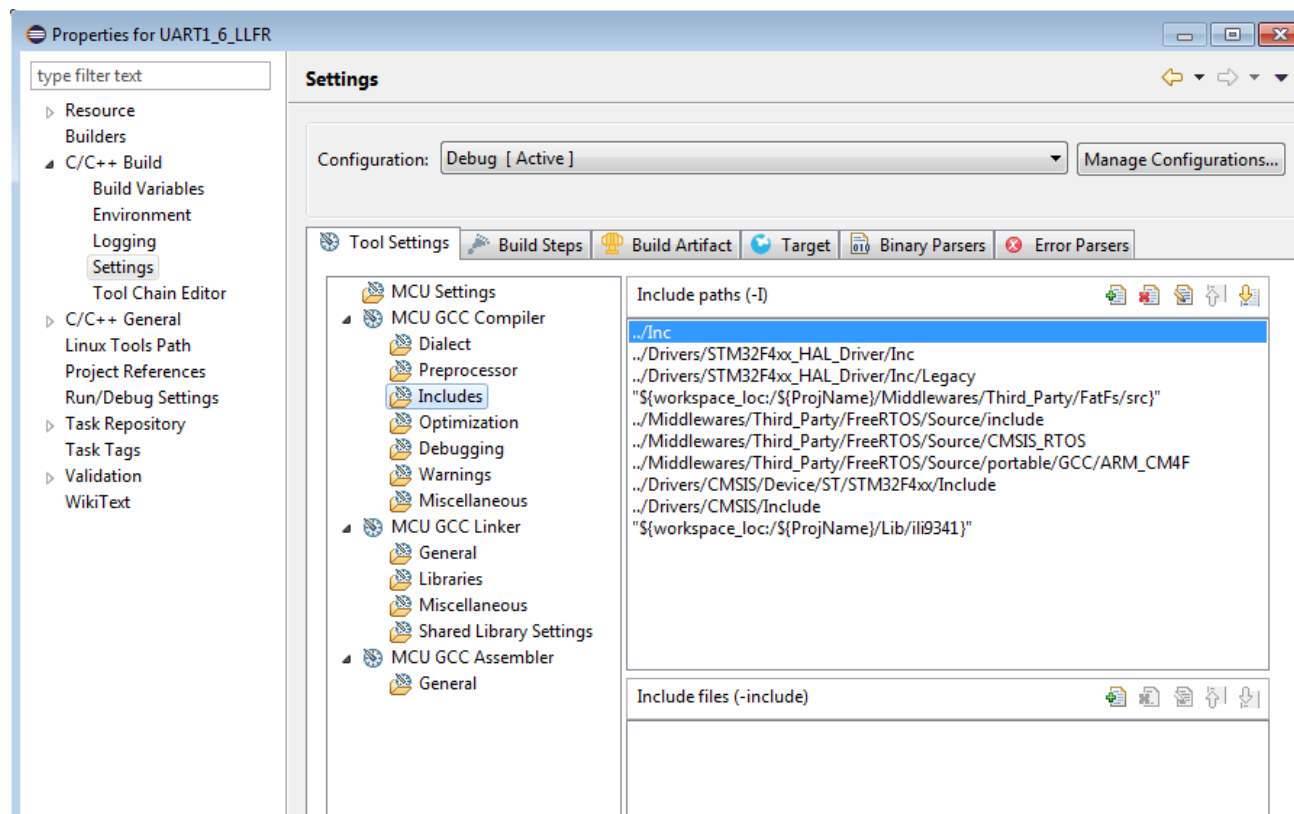 Properties for UART1_6_LLFR
type filter text
Resource
Builders
C/C++ Build
Build Variables
Environment
Logging
Settings
Tool Chain Editor
C/C++ General
Linux Tools Path
Project References
Run/Debug Settings
Task Repository
Task Tags
Validation
WikiText
Settings
Configuration: Debug [ Active ] Manage Configurations...
Tool Settings Build Steps Build Artifact Target Binary Parsers Error Parsers
MCU Settings
MCU GCC Compiler
Dialect
Preprocessor
Includes
Optimization
Debugging
Warnings
Miscellaneous
MCU GCC Linker
General
Libraries
Miscellaneous
Shared Library Settings
MCU GCC Assembler
General
Include paths (-I)
../Inc
../Drivers/STM32F4xx_HAL_Driver/Inc
../Drivers/STM32F4xx_HAL_Driver/Inc/Legacy
"${workspace_loc:/${ProjName}/Middlewares/Third_Party/FatFs/src}"
../Middlewares/Third_Party/FreeRTOS/Source/include
../Middlewares/Third_Party/FreeRTOS/Source/CMSIS_RTOS
../Middlewares/Third_Party/FreeRTOS/Source/portable/GCC/ARM_CM4F
../Drivers/CMSIS/Device/ST/STM32F4xx/Include
../Drivers/CMSIS/Include
"${workspace_loc:/${ProjName}/Lib/ili9341}"
Include files (-include)